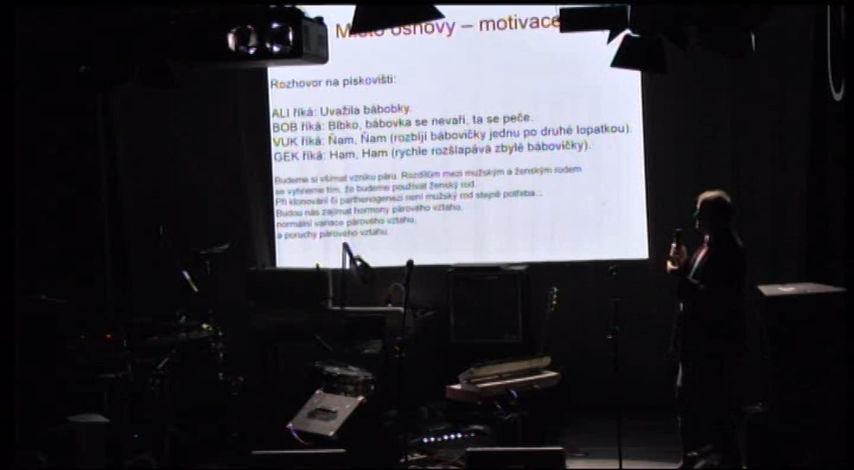 Místo osnovy – motivace
Rozhovor na pískovišti:
ALI říká: Uvařila bábobky.
BOB říká: Blbko, bábovka se nevaří, ta se peče.
VUK říká: Ňam, Ňam (rozbíjí bábovičky jednu po druhé lopatkou).
GEK říká: Ham, Ham (rychle rozšlapává zbylé bábovičky).
Budeme si všímat vzniku páru. Rozdílům mezi mužským a ženským rodem
se vyhneme tím, že budeme používat ženský rod.
Při klonování či parthenogenezi není mužský rod stejně potřeba...
Budou nás zajímat hormony párového vztahu,
normální variace párového vztahu,
a poruchy párového vztahu.